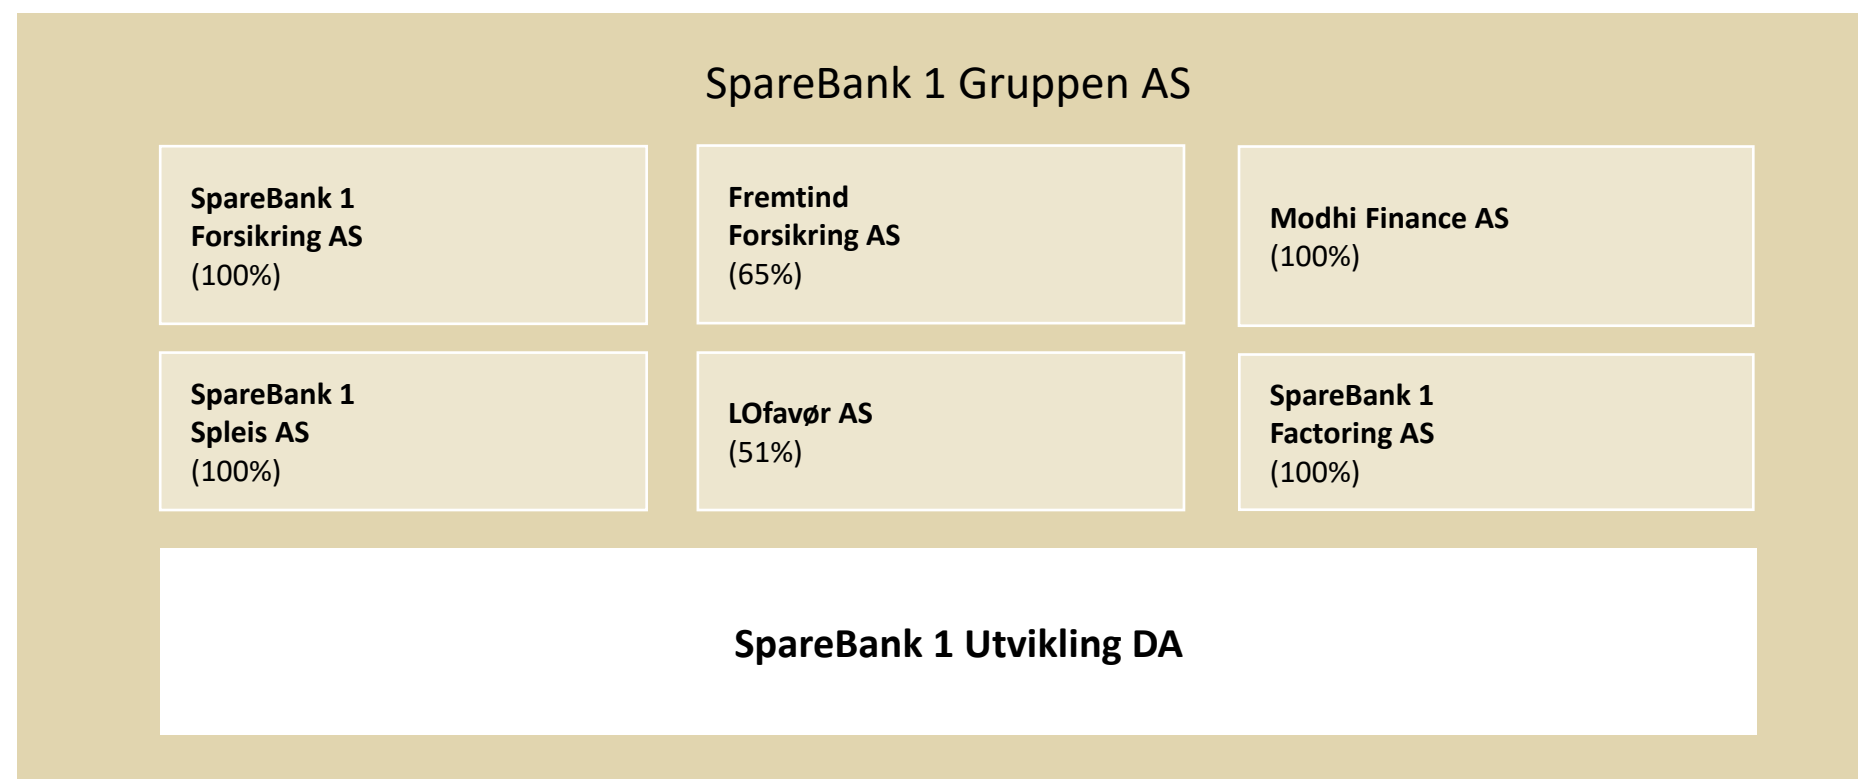 SpareBank 1 Gruppen AS
SpareBank 1
Forsikring AS
(100%)
Fremtind
Forsikring AS
(65%)
Modhi Finance AS
(100%)
SpareBank 1
Spleis AS
(100%)
LOfavør AS
(51%)
SpareBank 1
Factoring AS
(100%)
SpareBank 1 Utvikling DA